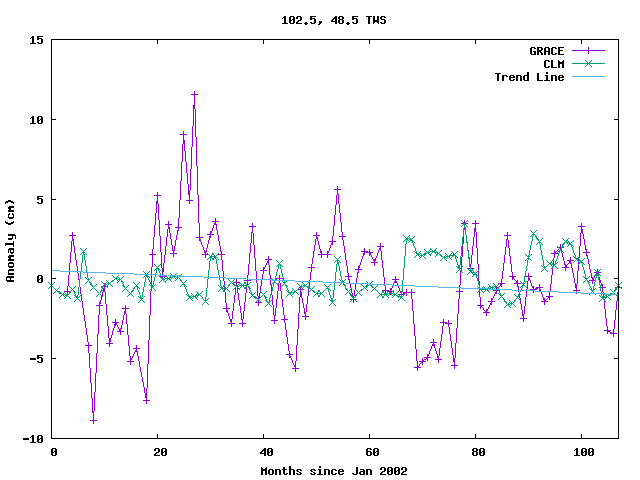 102.5, 48.5 TWS
GRACE
CLM
Trend Line
Anomaly (cm)
15
10
5
0
-5
-10
0 20 40 60 80 100
Months since Jan 2002